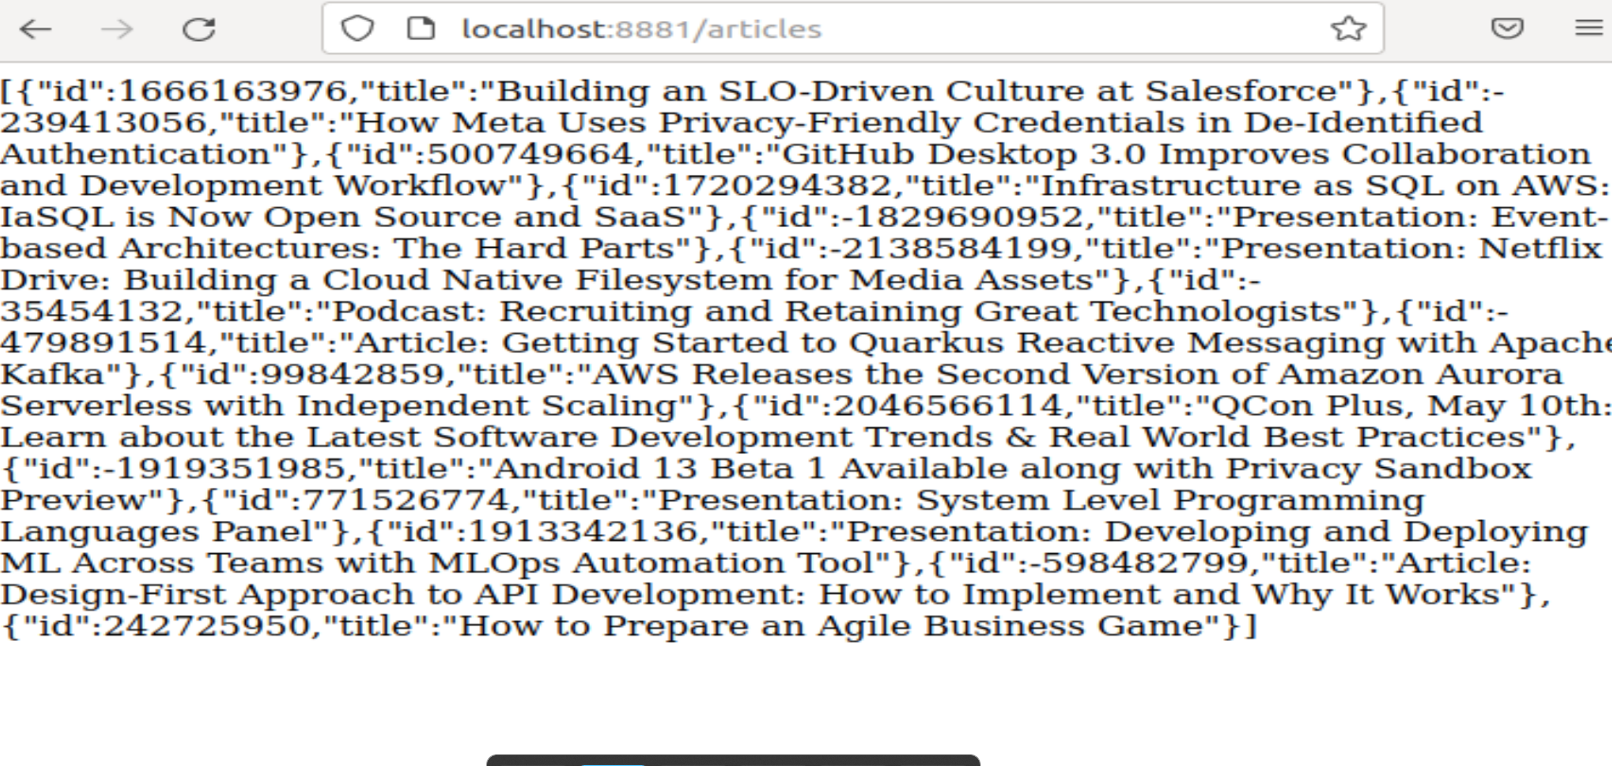 localhost:8881/articles
[{"id":1666163976,"title":"Building an SLO-Driven Culture at Salesforce"},{"id":-
239413056,"title":"How Meta Uses Privacy-Friendly Credentials in De-Identified
Authentication"},{"id":500749664,"title":"GitHub Desktop 3.0 Improves Collaboration
and Development Workflow"},{"id":1720294382,"title":"Infrastructure as SQL on AWS:
IaSQL is Now Open Source and SaaS"},{"id":-1829690952,"title":"Presentation: Event-
based Architectures: The Hard Parts"},{"id":-2138584199,"title":"Presentation: Netflix
Drive: Building a Cloud Native Filesystem for Media Assets"},{"id":-
35454132,"title":"Podcast: Recruiting and Retaining Great Technologists"},{"id":-
479891514,"title":"Article: Getting Started to Quarkus Reactive Messaging with Apache
Kafka"},{"id":99842859,"title":"AWS Releases the Second Version of Amazon Aurora
Serverless with Independent Scaling"},{"id":2046566114,"title":"QCon Plus, May 10th:
Learn about the Latest Software Development Trends & Real World Best Practices"},
{"id":-1919351985,"title":"Android 13 Beta 1 Available along with Privacy Sandbox
Preview"},{"id":771526774,"title":"Presentation: System Level Programming
Languages Panel"},{"id":1913342136,"title":"Presentation: Developing and Deploying
ML Across Teams with MLOps Automation Tool"},{"id":-598482799,"title":"Article:
Design-First Approach to API Development: How to Implement and Why It Works"},
{"id":242725950,"title":"How to Prepare an Agile Business Game"}]